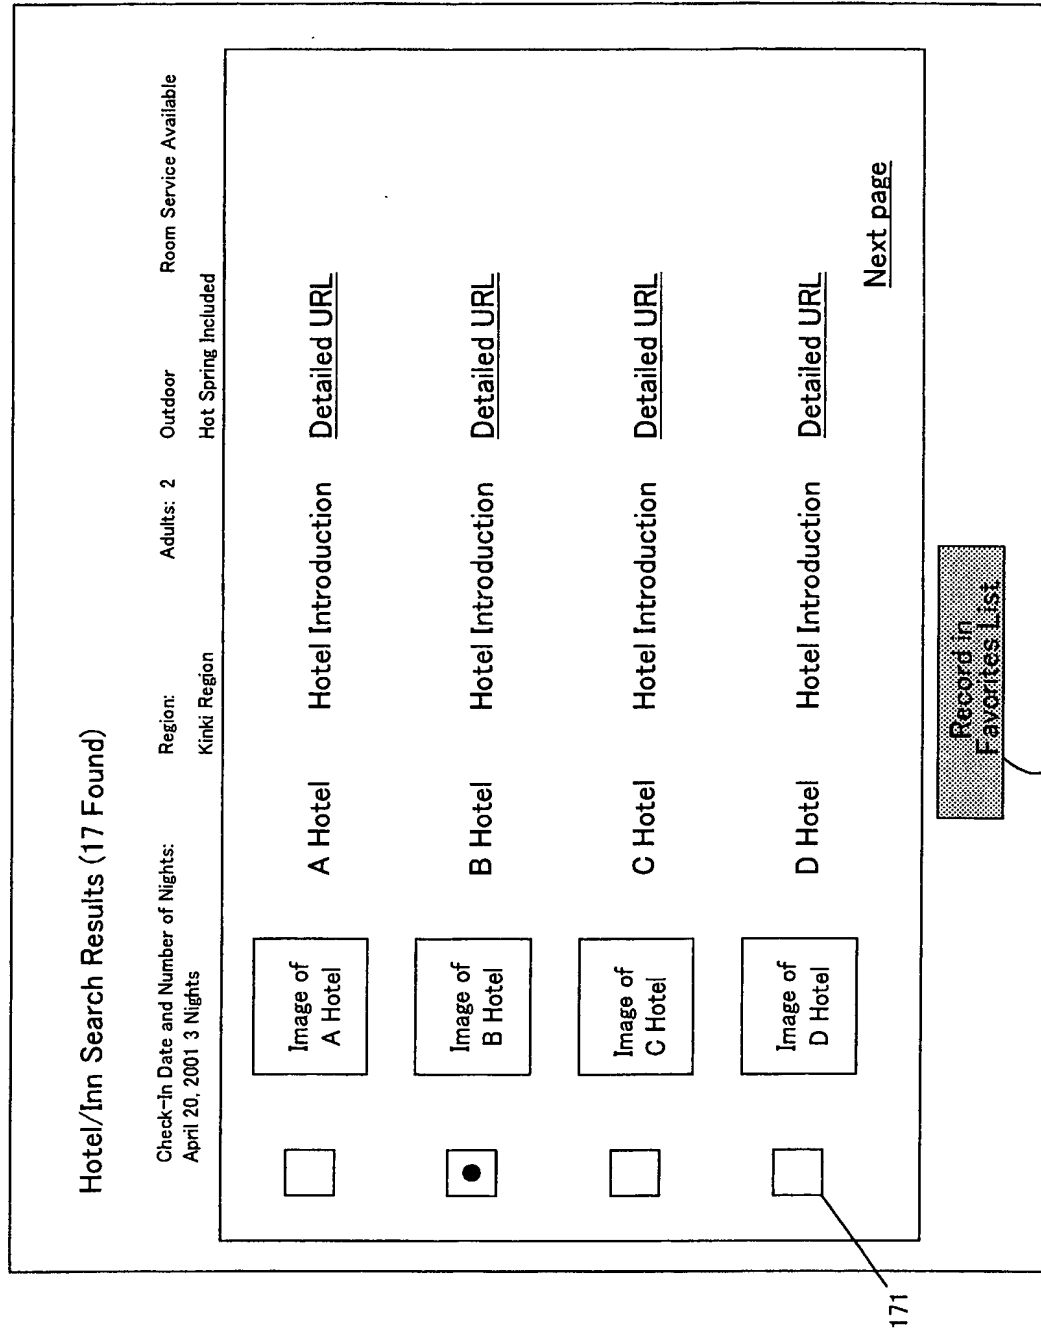 Hotel/Inn Search Results (17 Found)
Check-In Date and Number of Nights:
April 20, 2001 3 Nights
Region:
Kinki Region
Adults: 2
Outdoor
Hot Spring Included
Room Service Available
Image of
A Hotel
A Hotel
Hotel Introduction
Detailed URL
Image of
B Hotel
B Hotel
Hotel Introduction
Detailed URL
Image of
C Hotel
C Hotel
Hotel Introduction
Detailed URL
Image of
D Hotel
D Hotel
Hotel Introduction
Detailed URL
Next page
171
Record in
Favorites List